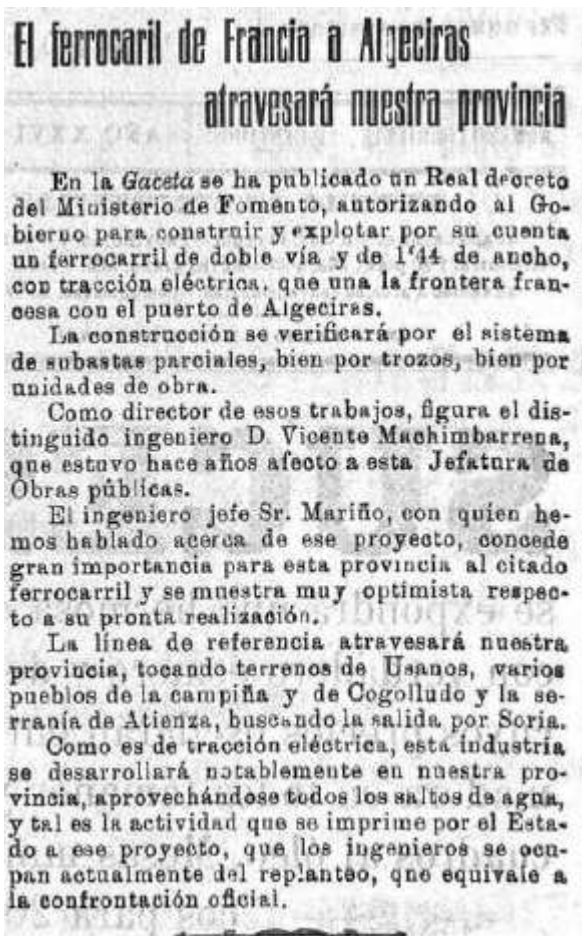 El ferrocaril de Francia a Algeciras
atravesará nuestra provincia
En la Gaceta se ha publicado un Real decreto
del Ministerio de Fomento, autorizando al Go-
bierno para construir y explotar por su cuenta
un ferrocarril de doble vía y de 1'44 de ancho,
con tracción eléctrica, que una la frontera fran-
cesa con el puerto de Algeciras.
La construcción se verificará por el sistema
de subastas parciales, bien por trozos, bien por
unidades de obra.
Como director de esos trabajos, figura el dis-
tinguido ingeniero D. Vicente Machimbarrena,
que estuvo hace años afecto a esta Jefatura de
Obras públicas.
El ingeniero jefe Sr. Mariño, con quien he-
mos hablado acerca de ese proyecto, concede
gran importancia para esta provincia al citado
ferrocarril y se muestra muy optimista respec-
to a su pronta realización.
La línea de referencia atravesará nuestra
provincia, tocando terrenos de Usanos, varios
pueblos de la campiña y de Cogolludo y la se-
rranía de Atienza, buscando la salida por Soria.
Como es de tracción eléctrica, esta industria
se desarrollará notablemente en nuestra pro-
vincia, aprovechándose todos los saltos de agua,
y tal es la actividad que se imprime por el Esta-
do a ese proyecto, que los ingenieros se ocu-
pan actualmente del replanteo, que equivale a
la confrontación oficial.